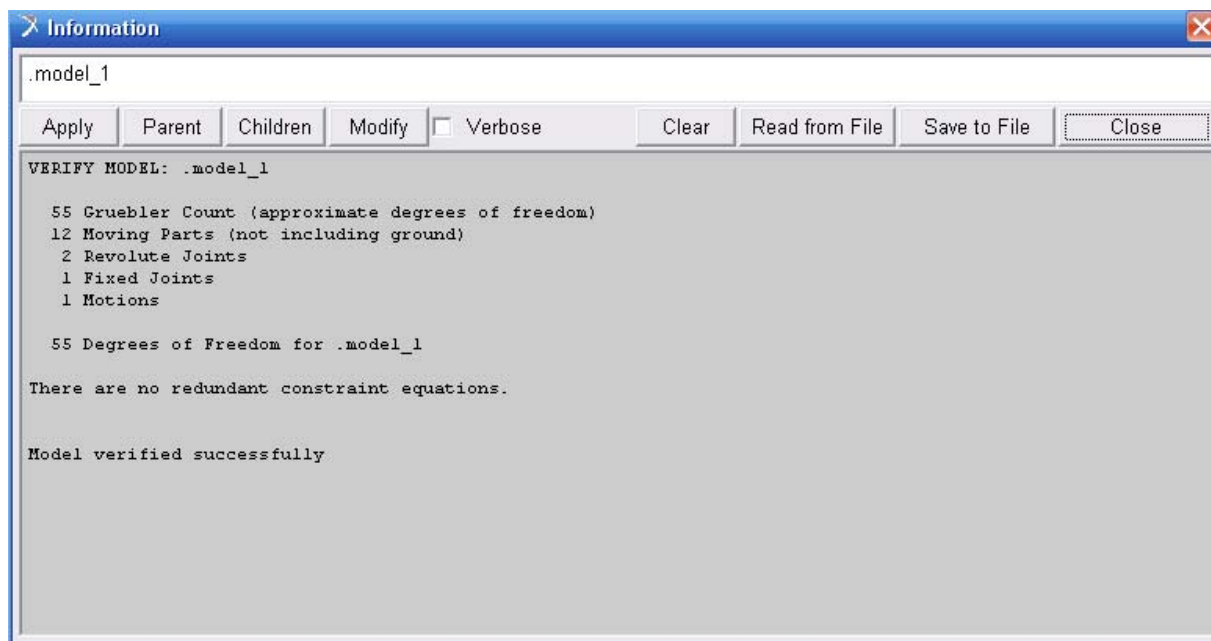 Information
.model_1
Apply Parent Children Modify Verbose Clear Read from File Save to File Close
VERIFY MODEL: .model_1
55 Gruebler Count (approximate degrees of freedom)
12 Moving Parts (not including ground)
2 Revolute Joints
1 Fixed Joints
1 Motions
55 Degrees of Freedom for .model_1
There are no redundant constraint equations.
Model verified successfully